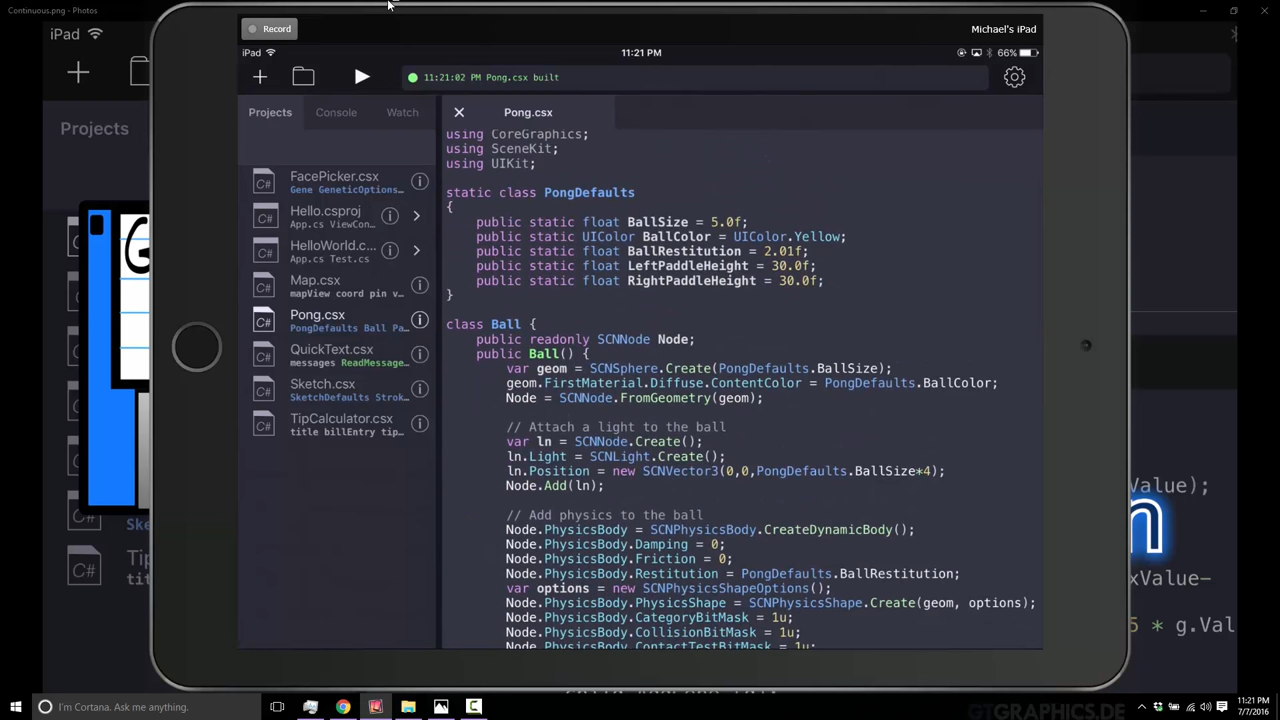 Continuous.png - Photos
iPad
Record
Michael's iPad
iPad
11:21 PM
66%
11:21:02 PM Pong.csx built
Projects
Projects
Console
Watch
Pong.csx
FacePicker.csx
Gene GeneticOptions...
Hello.csproj
App.cs ViewCon...
HelloWorld.c...
App.cs Test.cs
Map.csx
mapView coord pin v...
Pong.csx
PongDefaults Ball Pa...
QuickText.csx
messages ReadMessage...
Sketch.csx
SketchDefaults Strok...
TipCalculator.csx
title billEntry tip...
using CoreGraphics;
using SceneKit;
using UIKit;
static class PongDefaults
{
public static float BallSize = 5.0f;
public static UIColor BallColor = UIColor.Yellow;
public static float BallRestitution = 2.01f;
public static float LeftPaddleHeight = 30.0f;
public static float RightPaddleHeight = 30.0f;
}
class Ball {
public readonly SCNNode Node;
public Ball() {
var geom = SCNSphere.Create(PongDefaults.BallSize);
geom.FirstMaterial.Diffuse.ContentColor = PongDefaults.BallColor;
Node = SCNNode.FromGeometry(geom);
// Attach a light to the ball
var ln = SCNNode.Create();
ln.Light = SCNLight.Create();
ln.Position = new SCNVector3(0,0,PongDefaults.BallSize*4);
Node.Add(ln);
// Add physics to the ball
Node.PhysicsBody = SCNPhysicsBody.CreateDynamicBody();
Node.PhysicsBody.Damping = 0;
Node.PhysicsBody.Friction = 0;
Node.PhysicsBody.Restitution = PongDefaults.BallRestitution;
var options = new SCNPhysicsShapeOptions();
Node.PhysicsBody.PhysicsShape = SCNPhysicsShape.Create(geom, options);
Node.PhysicsBody.CategoryBitMask = 1u;
Node.PhysicsBody.CollisionBitMask = 1u;
Node.PhysicsBody.ContactTestBitMask = 1u;
G
C#
Ske
C#
Ti
tit
Value);
n
xValue-
5 * g.Val
GTGRAPHICS.DE
I'm Cortana. Ask me anything.
11:21 PM
7/7/2016